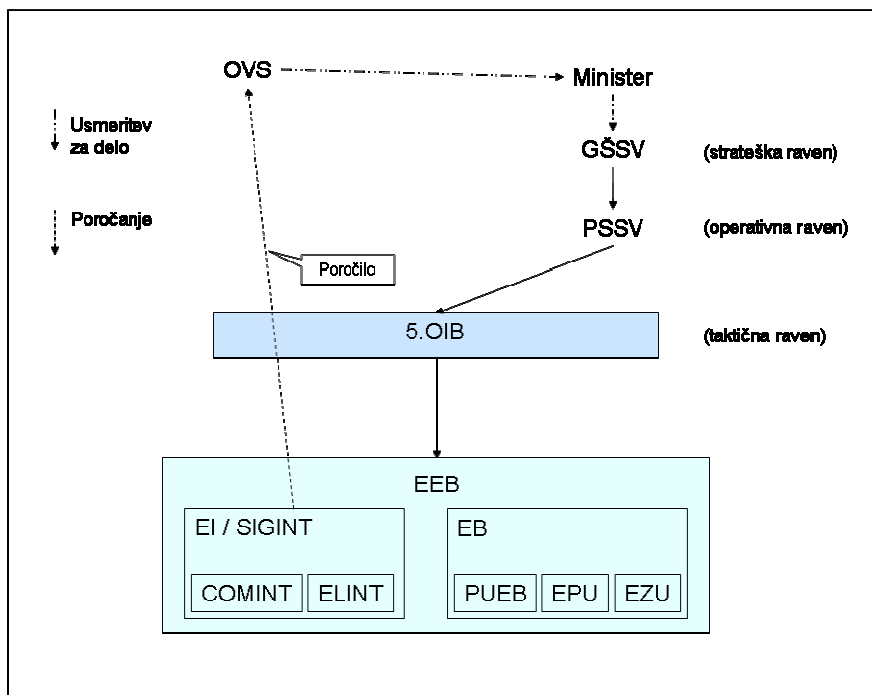 OVS
Minister
Usmeritev
za delo
GŠSV
(strateška raven)
Poročanje
PSSV
(operativna raven)
Poročilo
5.OIB
(taktična raven)
EEB
EI / SIGINT
EB
COMINT
ELINT
PUEB
EPU
EZU